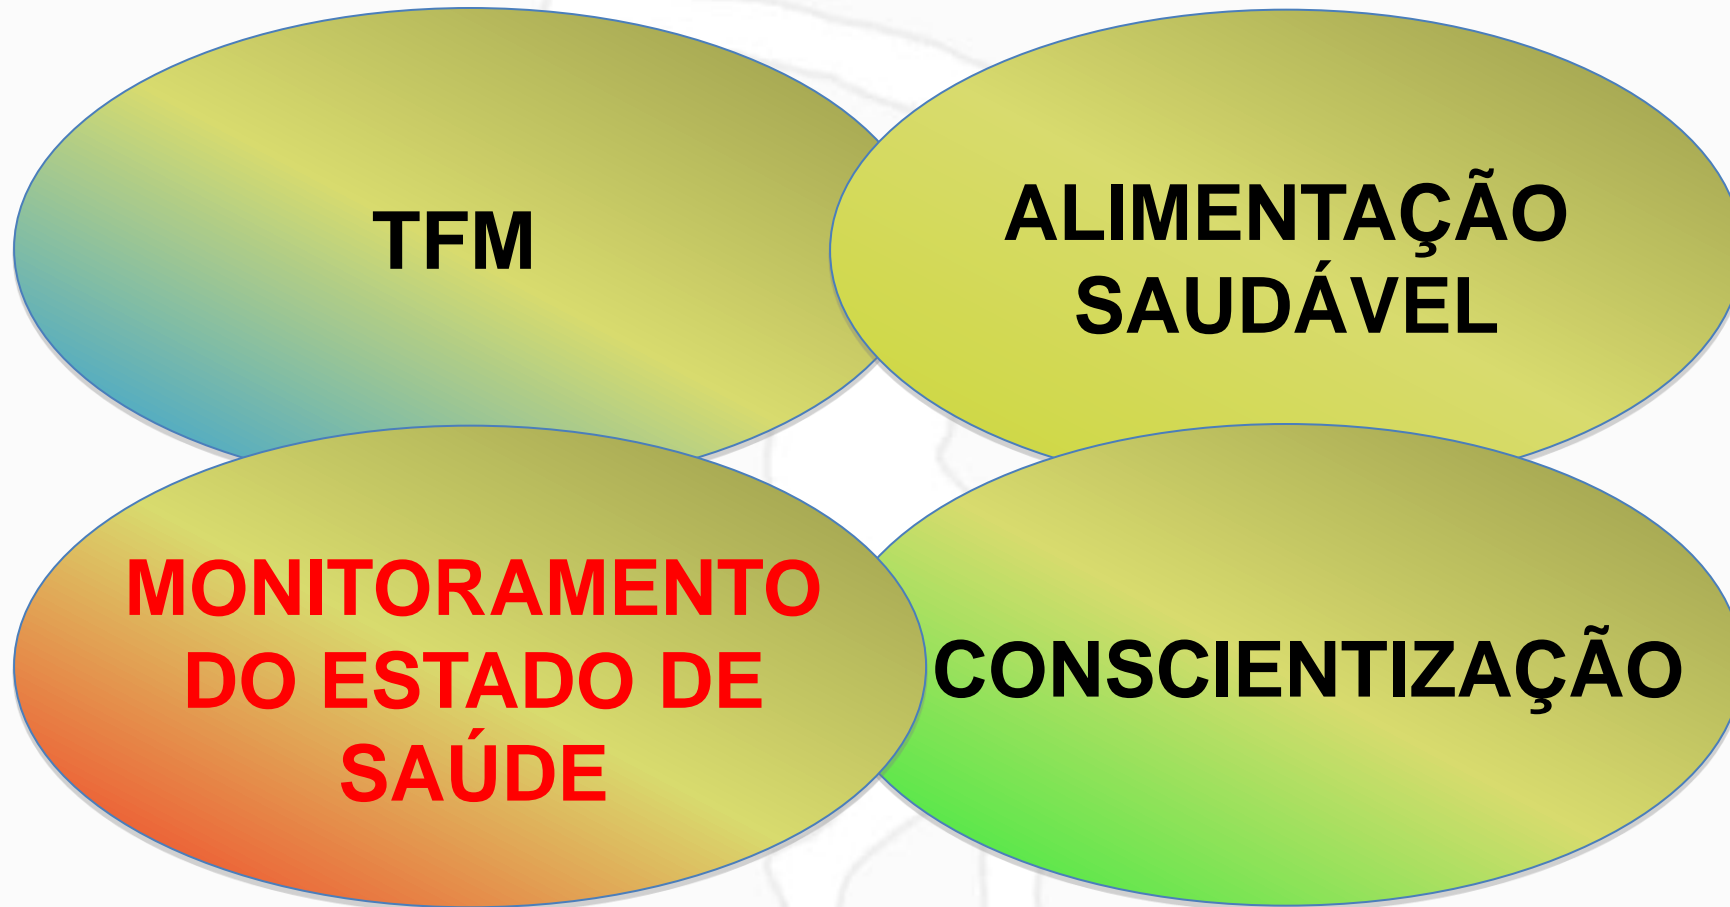 TFM
ALIMENTAÇÃO
SAUDÁVEL
MONITORAMENTO
DO ESTADO DE
SAÚDE
CONSCIENTIZAÇÃO